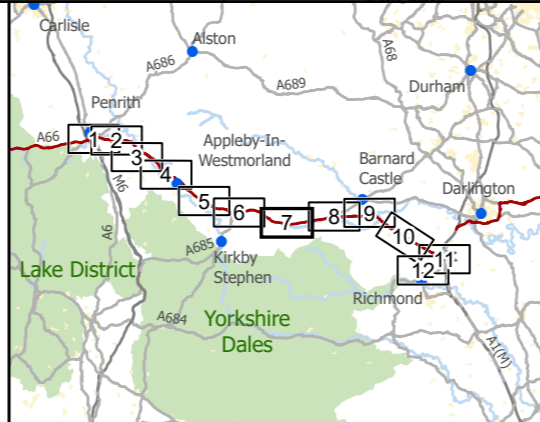 Carlisle
Alston
A686
A68
A689
Durham
Penrith
A66
1
2
3
4
5
6
7
8
9
10
11
12
Appleby-In-
Westmorland
Barnard
Castle
Darlington
M6
A6
Lake District
A685
Kirkby
Stephen
Richmond
A684
Yorkshire
Dales
A1(M)